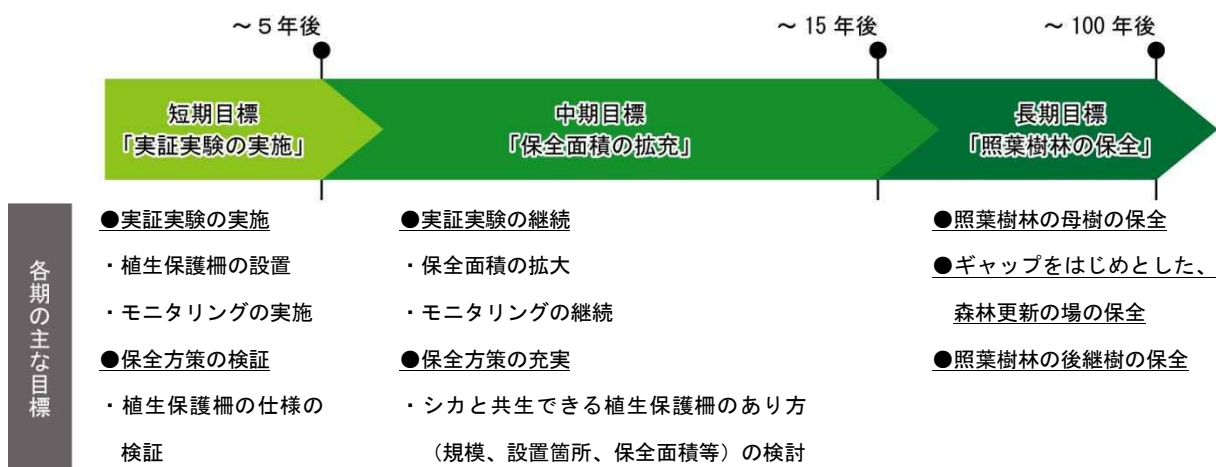 ～５年後
～15年後
～100年後
短期目標
「実証実験の実施」
中期目標
「保全面積の拡充」
長期目標
「照葉樹林の保全」
各期の主な目標
●実証実験の実施
・植生保護柵の設置
・モニタリングの実施
●保全方策の検証
・植生保護柵の仕様の
検証
●実証実験の継続
・保全面積の拡大
・モニタリングの継続
●保全方策の充実
・シカと共生できる植生保護柵のあり方
（規模、設置箇所、保全面積等）の検討
●照葉樹林の母樹の保全
●ギャップをはじめとした、
森林更新の場の保全
●照葉樹林の後継樹の保全